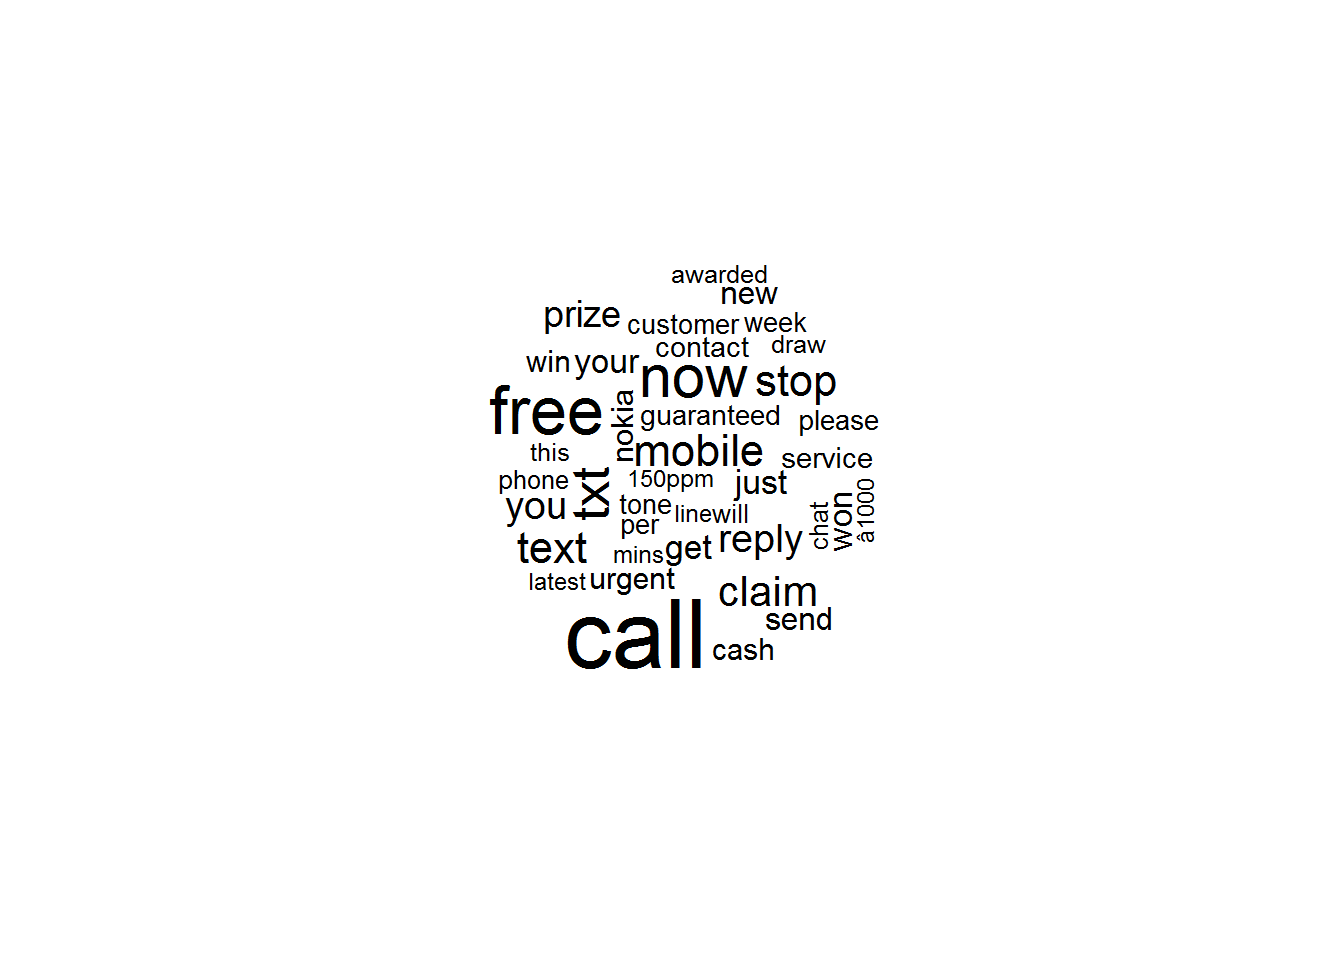 awarded
new
prize
customer week
contact draw
win your
now stop
free
nokia
guaranteed please
mobile
this service
phone 150ppm just
txt
you tone linewill
per
chat
won
â1000
text mins get reply
latest urgent
claim
send
call
cash